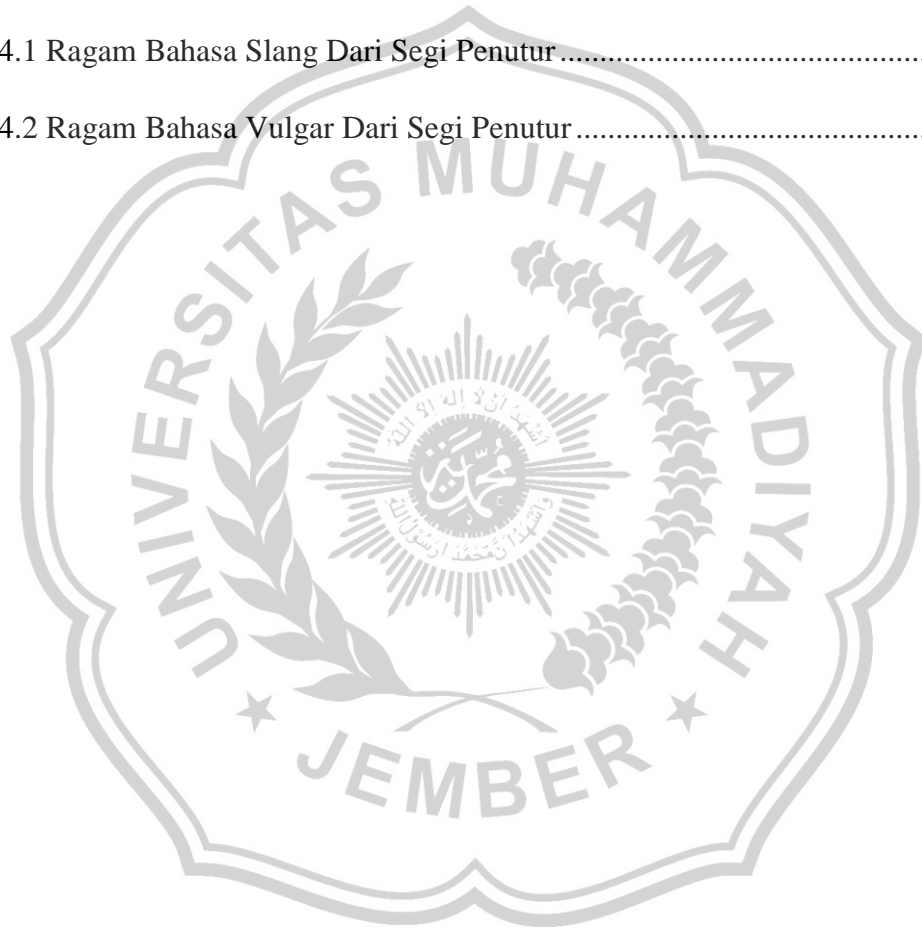 4.1 Ragam Bahasa Slang Dari Segi Penutur..............................................
4.2 Ragam Bahasa Vulgar Dari Segi Penutur............................................
UNIVERSITAS MUHAMMADIYAH
JEMBER